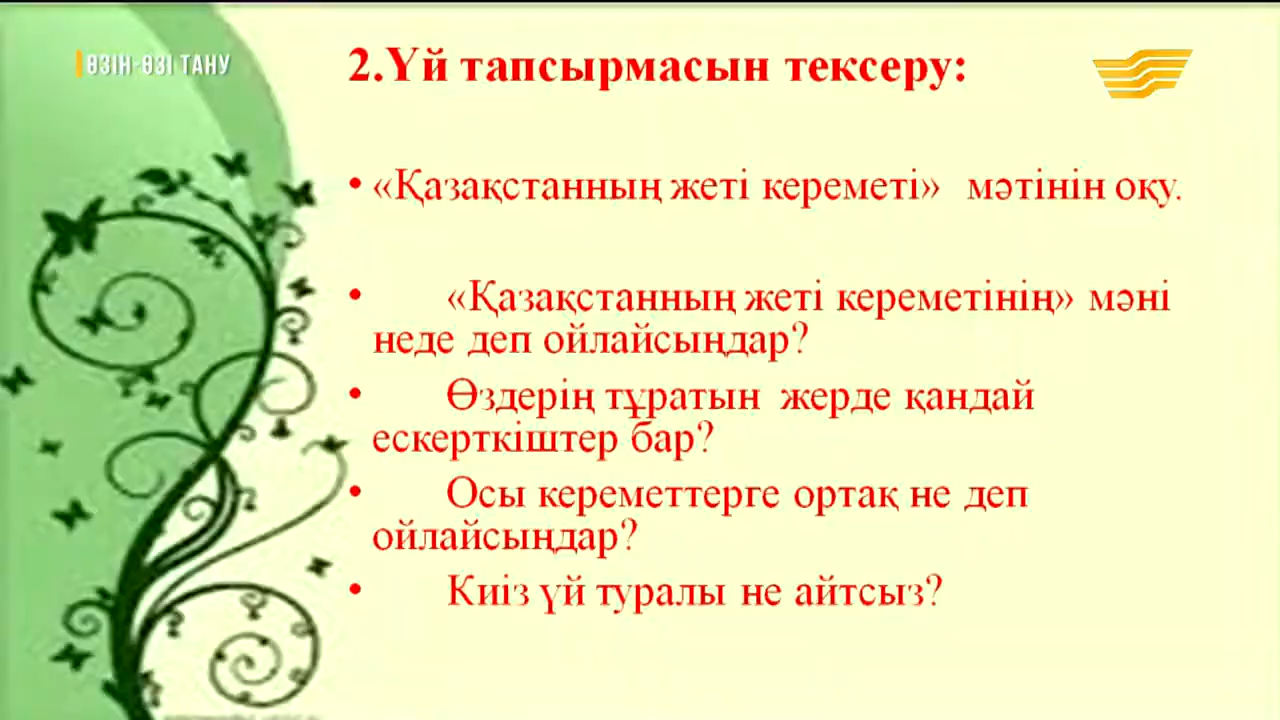 ӨЗІН-ӨЗІ ТАНУ
2.Үй тапсырмасын тексеру:
• «Қазақстанның жеті кереметі» мәтінін оқу.
• «Қазақстанның жеті кереметінің» мәні
неде деп ойлайсыңдар?
• Өздерің тұратын жерде қандай
ескерткіштер бар?
• Осы кереметтерге ортақ не деп
ойлайсыңдар?
• Киіз үй туралы не айтсыз?